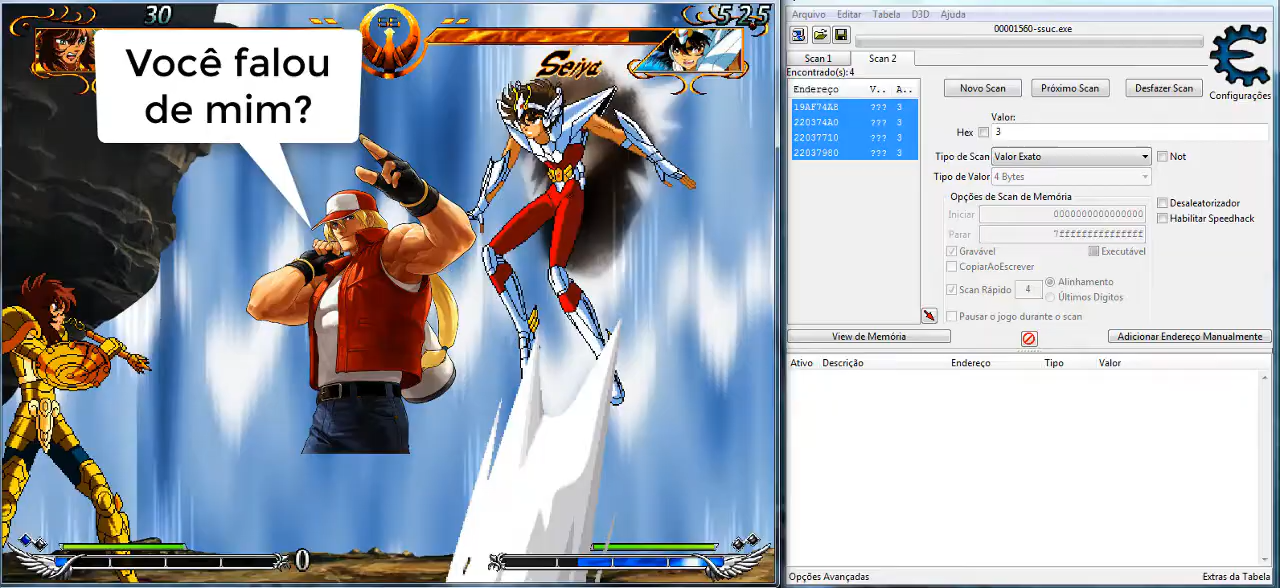 30
525
Você falou
de mim?
Seiya
0
Arquivo Editar Tabela D3D Ajuda
00001560-ssuc.exe
Scan 1 Scan 2
Encontrado(s):4
Endereço V.. A..
19AF74A8 ??? 3
220374A0 ??? 3
22037710 ??? 3
22037980 ??? 3
Novo Scan Próximo Scan Desfazer Scan
Configurações
Valor:
Hex 3
Tipo de Scan Valor Exato Not
Tipo de Valor 4 Bytes
Opções de Scan de Memória
Iniciar 0000000000000000
Parar 7fffffffffffffff
Desaleatorizador
Habilitar Speedhack
Gravável Executável
CopiarAoEscrever
Scan Rápido 4 Alinhamento
Últimos Dígitos
Pausar o jogo durante o scan
View de Memória Adicionar Endereço Manualmente
Ativo Descrição Endereço Tipo Valor
Opções Avançadas Extras da Tabela